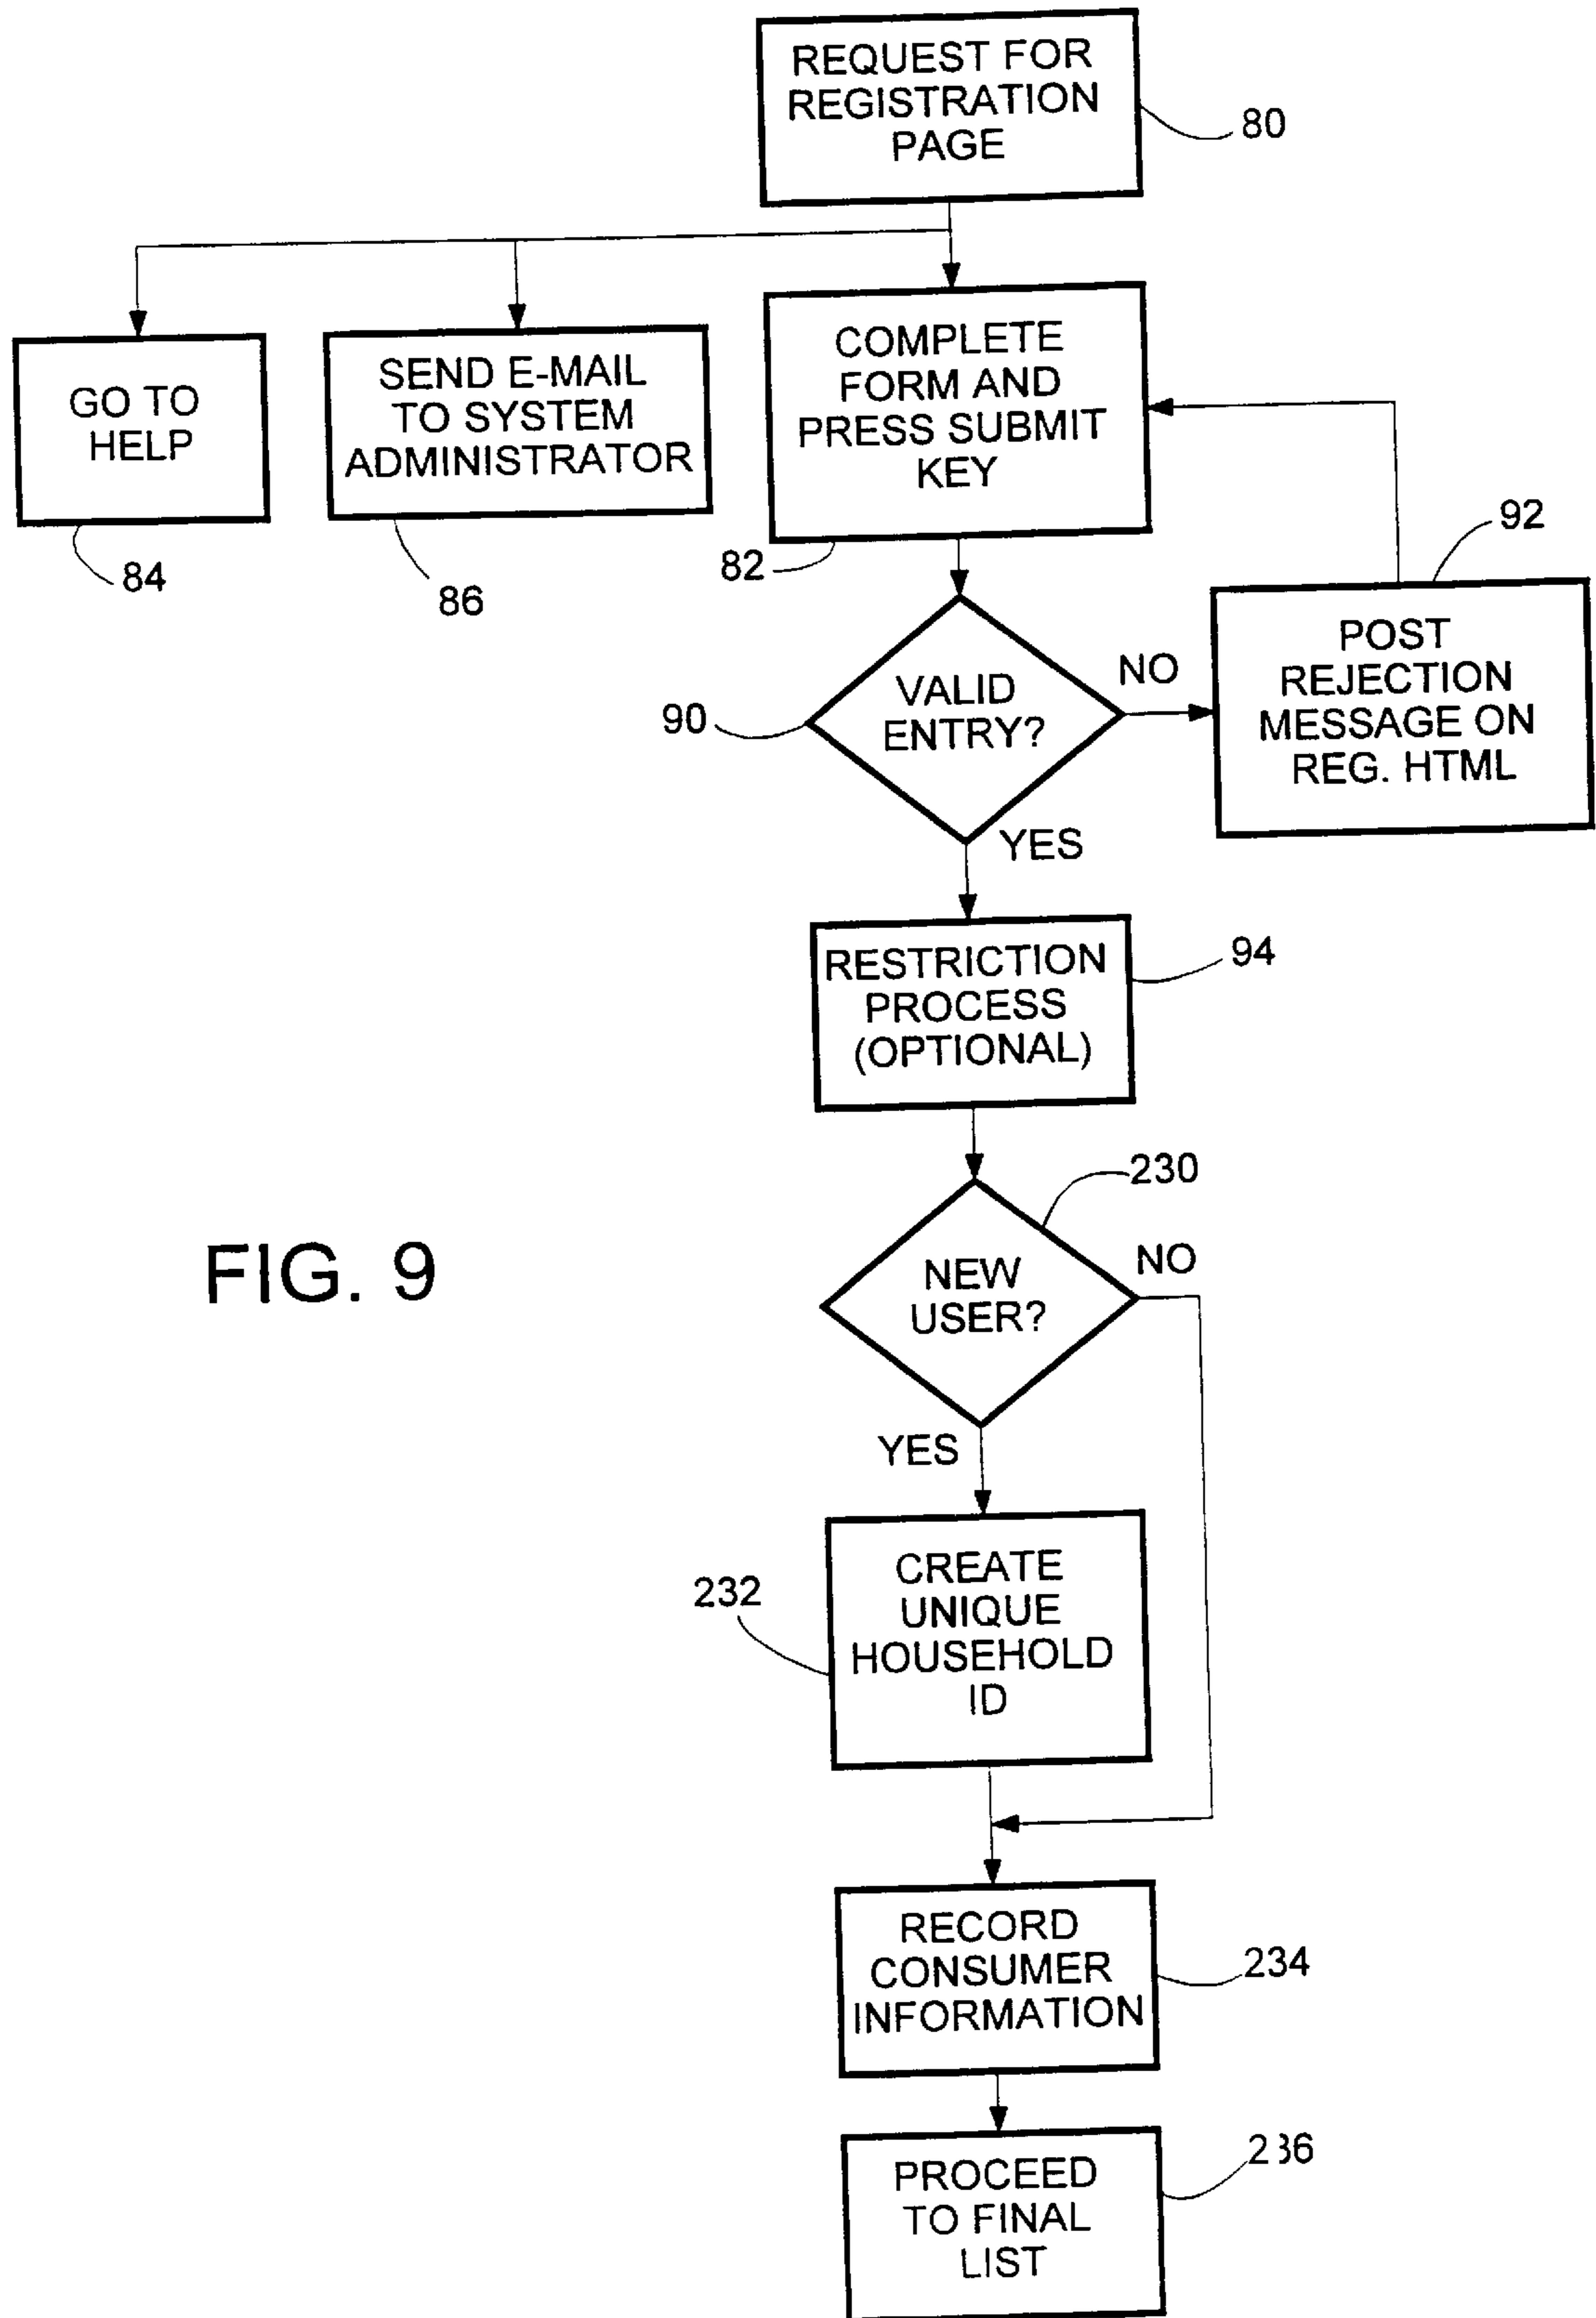 REQUEST FOR
REGISTRATION
PAGE
80
GO TO
HELP
84
SEND E-MAIL
TO SYSTEM
ADMINISTRATOR
86
COMPLETE
FORM AND
PRESS SUBMIT
KEY
82
92
POST
REJECTION
MESSAGE ON
REG. HTML
NO
VALID
ENTRY?
90
YES
RESTRICTION
PROCESS
(OPTIONAL)
94
230
NEW
USER?
NO
FIG. 9
YES
CREATE
UNIQUE
HOUSEHOLD
ID
232
RECORD
CONSUMER
INFORMATION
234
PROCEED
TO FINAL
LIST
236